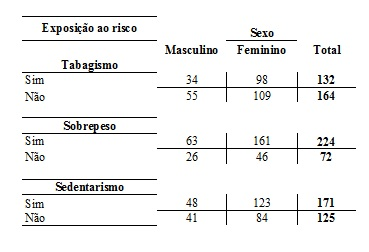 Exposição ao risco Sexo
Masculino Feminino Total
Tabagismo
Sim 34 98 132
Não 55 109 164
Sobrepeso
Sim 63 161 224
Não 26 46 72
Sedentarismo
Sim 48 123 171
Não 41 84 125